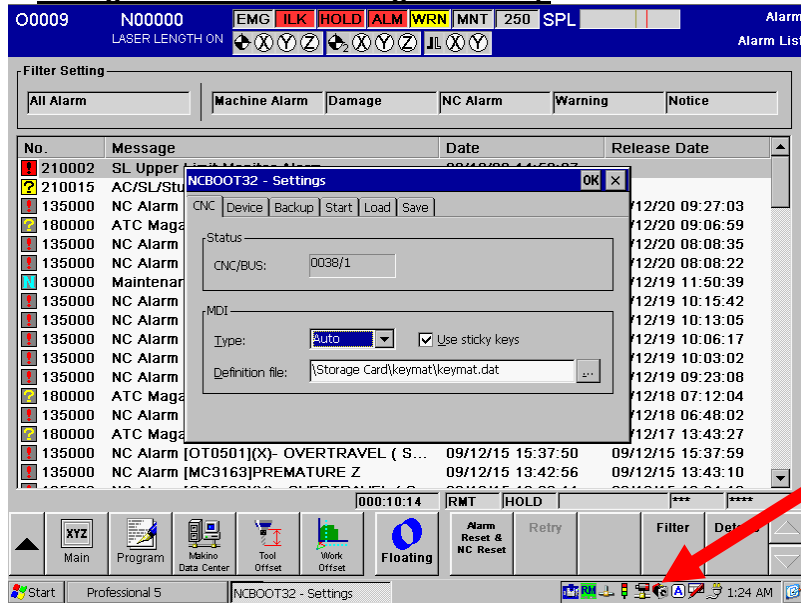 O0009 N00000 EMG ILK HOLD ALM WRN MNT 250 SPL Alarm
LASER LENGTH ON X Y Z 2 X Y Z X Y Alarm List
Filter Setting
All Alarm Machine Alarm Damage NC Alarm Warning Notice
No. Message Date Release Date
210002 SL Upper Limit Monitor Alarm
210015 AC/SL/Stu
135000 NC Alarm /12/20 09:27:03
180000 ATC Maga /12/20 09:06:59
135000 NC Alarm /12/20 08:08:35
135000 NC Alarm /12/20 08:08:22
130000 Maintenar /12/19 11:50:39
135000 NC Alarm /12/19 10:15:42
135000 NC Alarm /12/19 10:13:05
135000 NC Alarm /12/19 10:06:17
135000 NC Alarm /12/19 10:03:02
135000 NC Alarm /12/19 09:23:08
180000 ATC Maga /12/18 07:12:04
135000 NC Alarm /12/18 06:48:02
180000 ATC Maga /12/17 13:43:27
135000 NC Alarm [OT0501](X)- OVERTRAVEL ( S... 09/12/15 15:37:50 09/12/15 15:37:59
135000 NC Alarm [MC3163]PREMATURE Z 09/12/15 13:42:56 09/12/15 13:43:10
NCBOOT32 - Settings OK ×
CNC Device Backup Start Load Save
Status
CNC/BUS: 0038/1
MDI
Type: Auto Use sticky keys
Definition file: \Storage Card\keymat\keymat.dat ...
000:10:14 RMT HOLD *** ****
XYZ
Main
Program
Makino
Data Center
Tool
Offset
Work
Offset
Floating
Alarm
Reset &
NC Reset
Retry
Filter
Start Professional 5 NCBOOT32 - Settings RM A 1:24 AM